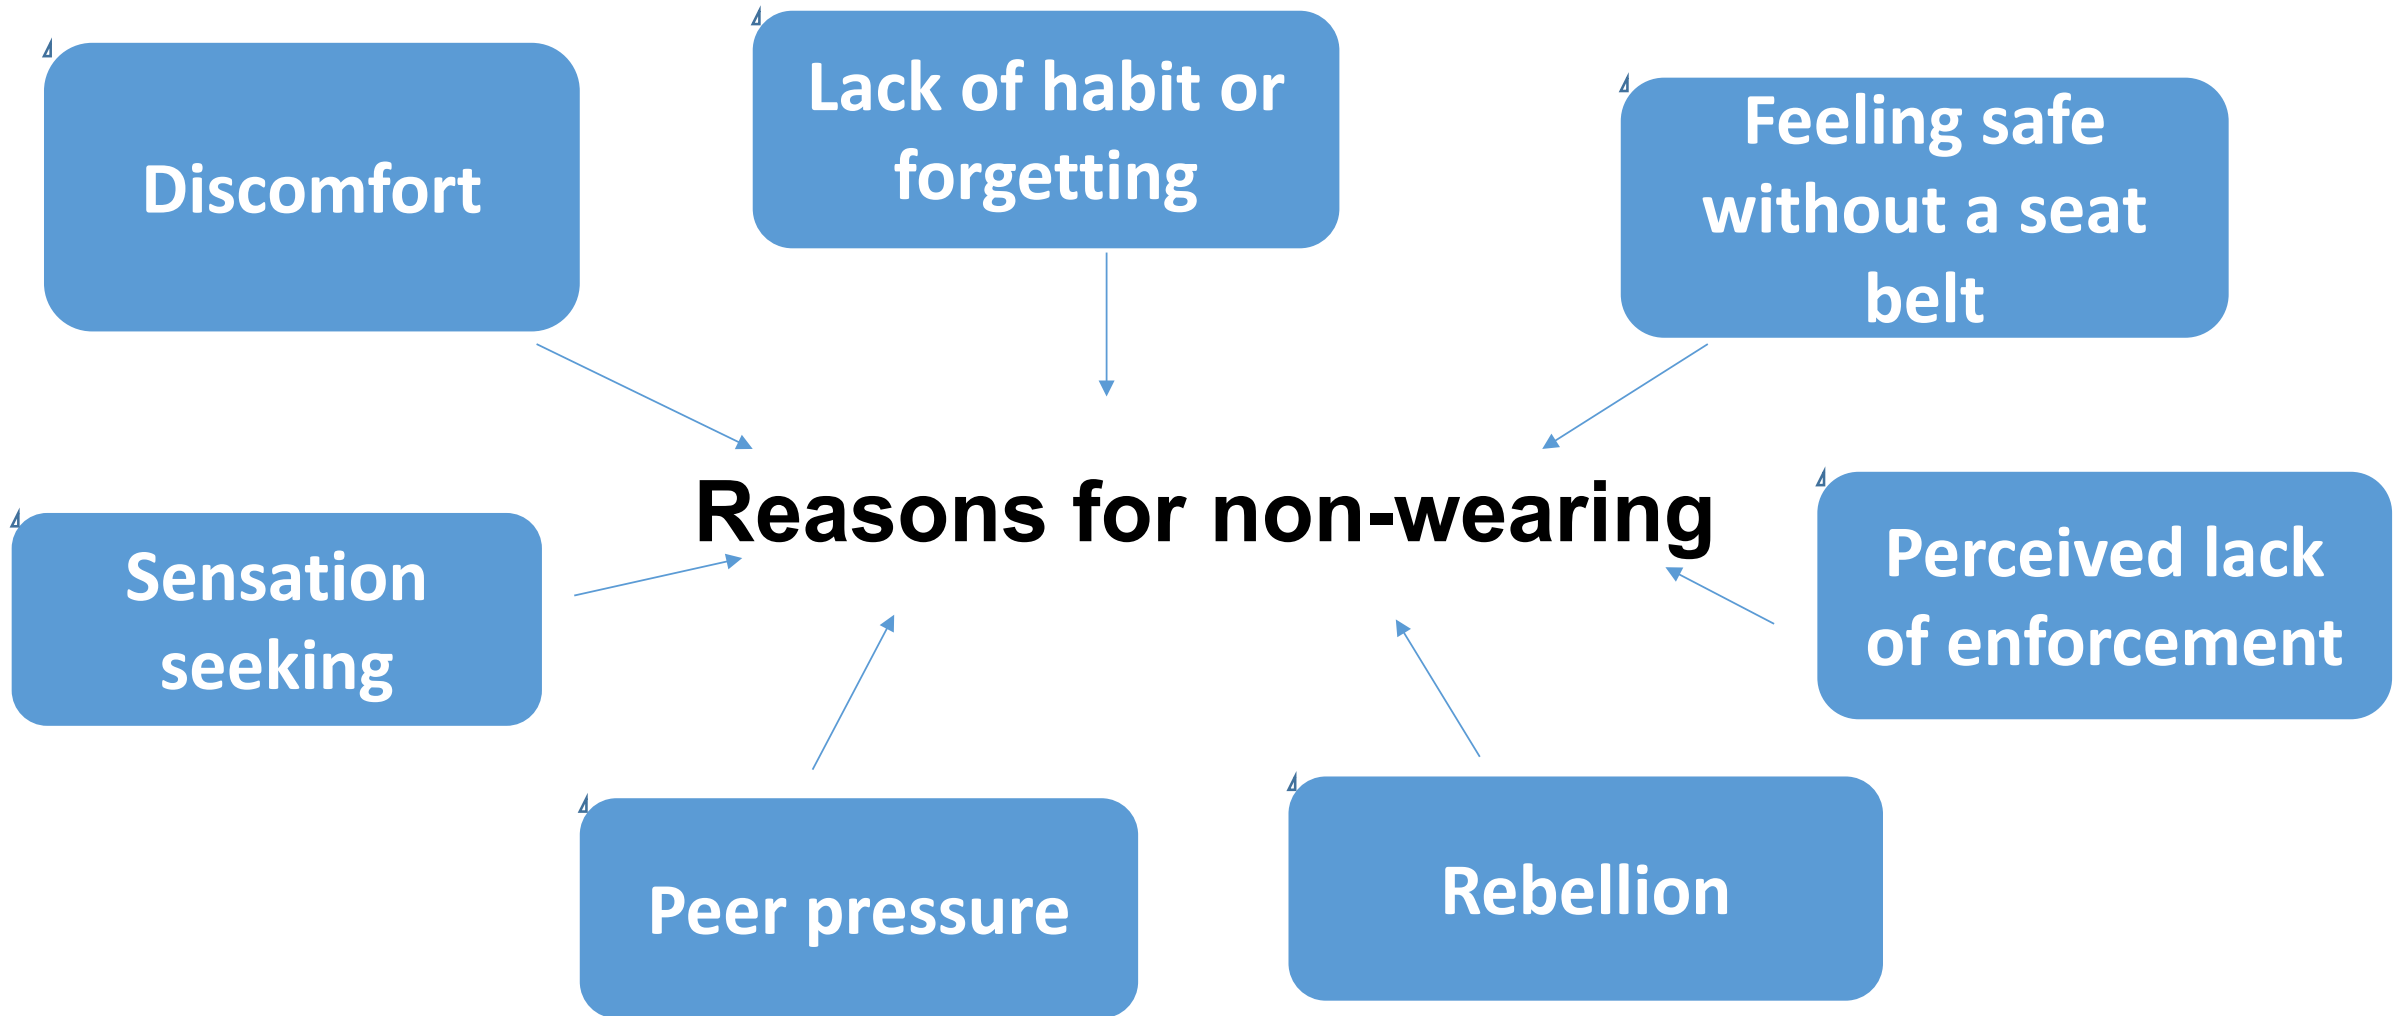 Lack of habit or
forgetting
Discomfort
Feeling safe
without a seat
belt
Reasons for non-wearing
Sensation
seeking
Perceived lack
of enforcement
Peer pressure
Rebellion